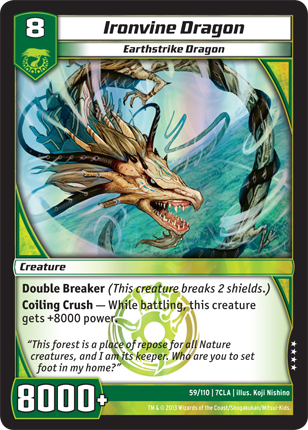 8
Ironvine Dragon
Earthstrike Dragon
Creature
Double Breaker (This creature breaks 2 shields.)
Coiling Crush — While battling, this creature
gets +8000 power.
“This forest is a place of repose for all Nature
creatures, and I am its keeper. Who are you to set
foot in my home?”
8000+
59/110 | 7CLA | illus. Koji Nishino
TM & © 2013 Wizards of the Coast/Shogakukan/Mitsui-Kids.